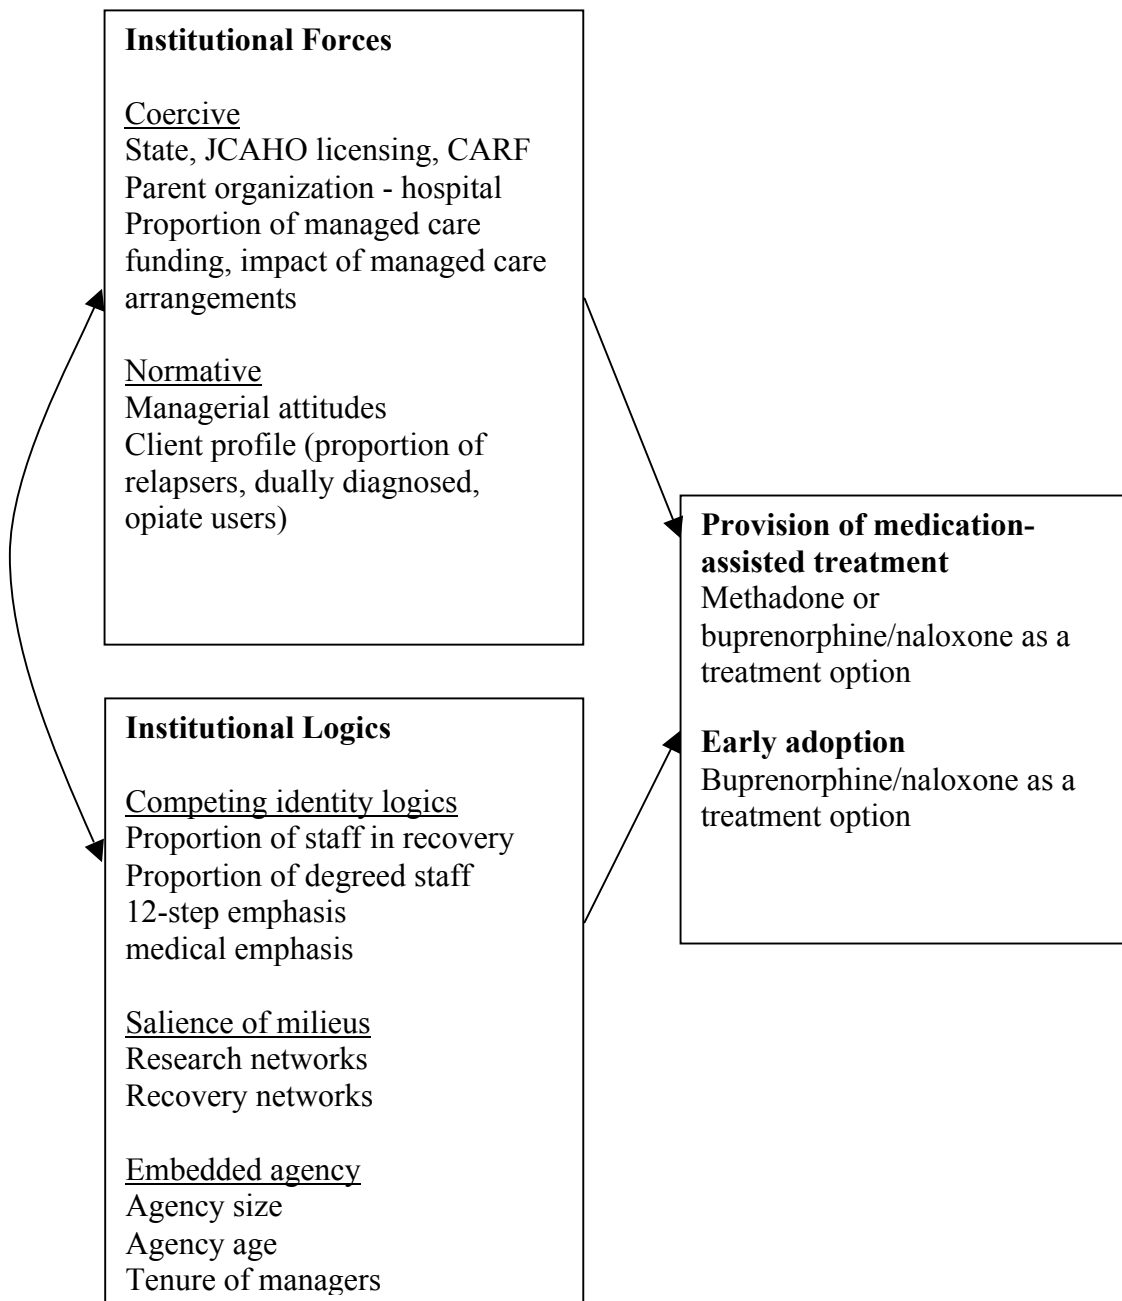 Institutional Forces
Coercive
State, JCAHO licensing, CARF
Parent organization - hospital
Proportion of managed care
funding, impact of managed care
arrangements
Normative
Managerial attitudes
Client profile (proportion of
relapsers, dually diagnosed,
opiate users)
Provision of medication-
assisted treatment
Methadone or
buprenorphine/naloxone as a
treatment option
Early adoption
Buprenorphine/naloxone as a
treatment option
Institutional Logics
Competing identity logics
Proportion of staff in recovery
Proportion of degreed staff
12-step emphasis
medical emphasis
Salience of milieus
Research networks
Recovery networks
Embedded agency
Agency size
Agency age
Tenure of managers